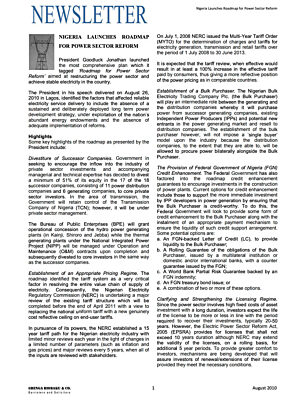 Nigeria Launches Roadmap for Power Sector Reform
NEWSLETTER
NIGERIA LAUNCHES ROADMAP
FOR POWER SECTOR REFORM
President Goodluck Jonathan launched
the most comprehensive plan which it
tagged 'Roadmap for Power Sector
Reform' aimed at restructuring the power sector and
achieve stable electricity in the country.
The President in his speech delivered on August 26,
2010 in Lagos, identified the factors that affected reliable
electricity service delivery to include the absence of a
sustained and deliberately deployed long term power
development strategy; under exploitation of the nation's
abundant energy endowments and the absence of
adequate implementation of reforms.
Highlights
Some key highlights of the roadmap as presented by the
President include:
Divestiture of Successor Companies. Government in
seeking to encourage the inflow into the industry of
private sector investments and accompanying
managerial and technical expertise has decided to divest
a minimum of 51% of its equity in the 17 of the 18
successor companies, consisting of 11 power distribution
companies and 6 generating companies, to core private
sector investors. In the area of transmission, the
Government will retain control of the Transmission
Company of Nigeria (TCN); however, it will be under
private sector management.
The Bureau of Public Enterprises (BPE) will grant
operational concession of the hydro power generating
plants (in Kainji, Shiroro and Jebba) while the thermal
generating plants under the National Integrated Power
Project (NIPP) will be managed under Operation and
Maintenance (O&M) contracts upon completion and
subsequently divested to core investors in the same way
as the successor companies.
Establishment of an Appropriate Pricing Regime. The
roadmap identified the tariff system as a very critical
factor in resolving the entire value chain of supply of
electricity. Consequently, the Nigerian Electricity
Regulatory Commission (NERC) is undertaking a major
review of the existing tariff structure which will be
completed before the end of April 2011 with a view to
replacing the national uniform tariff with a new generally
cost reflective ceiling on end-user tariffs.
In pursuance of its powers, the NERC established a 15
year tariff path for the Nigerian electricity industry with
limited minor reviews each year in the light of changes in
a limited number of parameters (such as inflation and
gas prices) and major reviews every 5 years, when all of
the inputs are reviewed with stakeholders.
On July 1, 2008 NERC issued the Multi-Year Tariff Order
(MYTO) for the determination of charges and tariffs for
electricity generation, transmission and retail tariffs over
the period of 1 July 2008 to 30 June 2013.
It is expected that the tariff review, when effective would
result in at least a 100% increase in the effective tariff
paid by consumers, thus giving a more reflective position
of the power pricing as in comparable countries.
Establishment of a Bulk Purchaser. The Nigerian Bulk
Electricity Trading Company Plc. (the Bulk Purchaser)
will play an intermediate role between the generating and
the distribution companies whereby it will purchase
power from successor generating companies, existing
Independent Power Producers (IPPs) and potential new
entrants in the power generating market and resell to
distribution companies. The establishment of the bulk
purchaser however, will not impose a 'single buyer'
model upon the industry because the distribution
companies, to the extent that they are able to, will be
allowed to procure power bilaterally alongside the Bulk
Purchaser.
The Provision of Federal Government of Nigeria (FGN)
Credit Enhancement. The Federal Government has also
factored into the roadmap credit enhancement
guarantees to encourage investments in the construction
of power plants. Current options for credit enhancement
are designed to support the more immediate investments
by IPP developers in power generation by ensuring that
the Bulk Purchaser is credit-worthy. To do this, the
Federal Government will look to provide some form of
credit enhancement to the Bulk Purchaser along with the
establishment of an appropriate payment mechanism to
ensure the liquidity of such credit support arrangement.
Some potential options are:
a. An FGN-backed Letter of Credit (LC), to provide
liquidity to the Bulk Purchaser.
b. A Rolling Guarantee of the obligations of the Bulk
Purchaser, issued by a multilateral institution or
domestic and/or international banks, with a counter
indemnity issued by the FGN;
c. A World Bank Partial Risk Guarantee backed by an
FGN indemnity;
d. An FGN treasury bond issue; or
e. A combination of two or more of these options.
Clarifying and Strengthening the Licensing Regime.
Since the power sector involves high fixed costs of asset
investment with a long duration, investors expect the life
of the license to be more or less in line with the period
required to recover their investments, typically 20-50
years. However, the Electric Power Sector Reform Act,
2005 (EPSRA) provides for licenses that shall not
exceed 10 years duration although NERC may extend
the validity of the licenses, on a rolling basis, for
additional 5 year periods. To provide greater comfort to
investors, mechanisms are being developed that will
assure investors of renewals/extensions of their license
provided they meet the necessary conditions.
1
August 2010